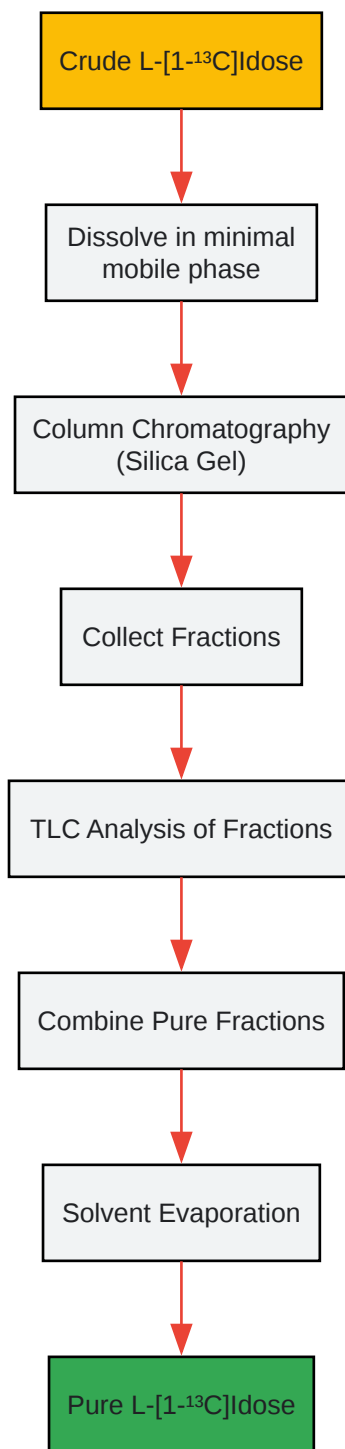 Crude L-[1-¹³C]Idose
Dissolve in minimal
mobile phase
Column Chromatography
(Silica Gel)
Collect Fractions
TLC Analysis of Fractions
Combine Pure Fractions
Solvent Evaporation
Pure L-[1-¹³C]Idose